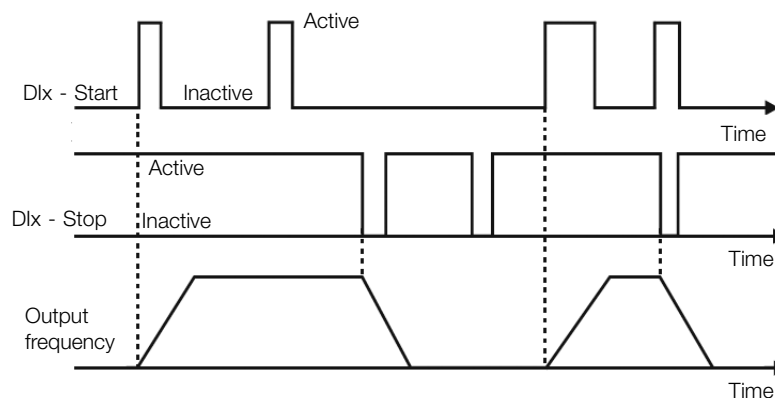 Active
DIx - Start
Inactive
Time
Active
DIx - Stop
Inactive
Time
Output
frequency
Time